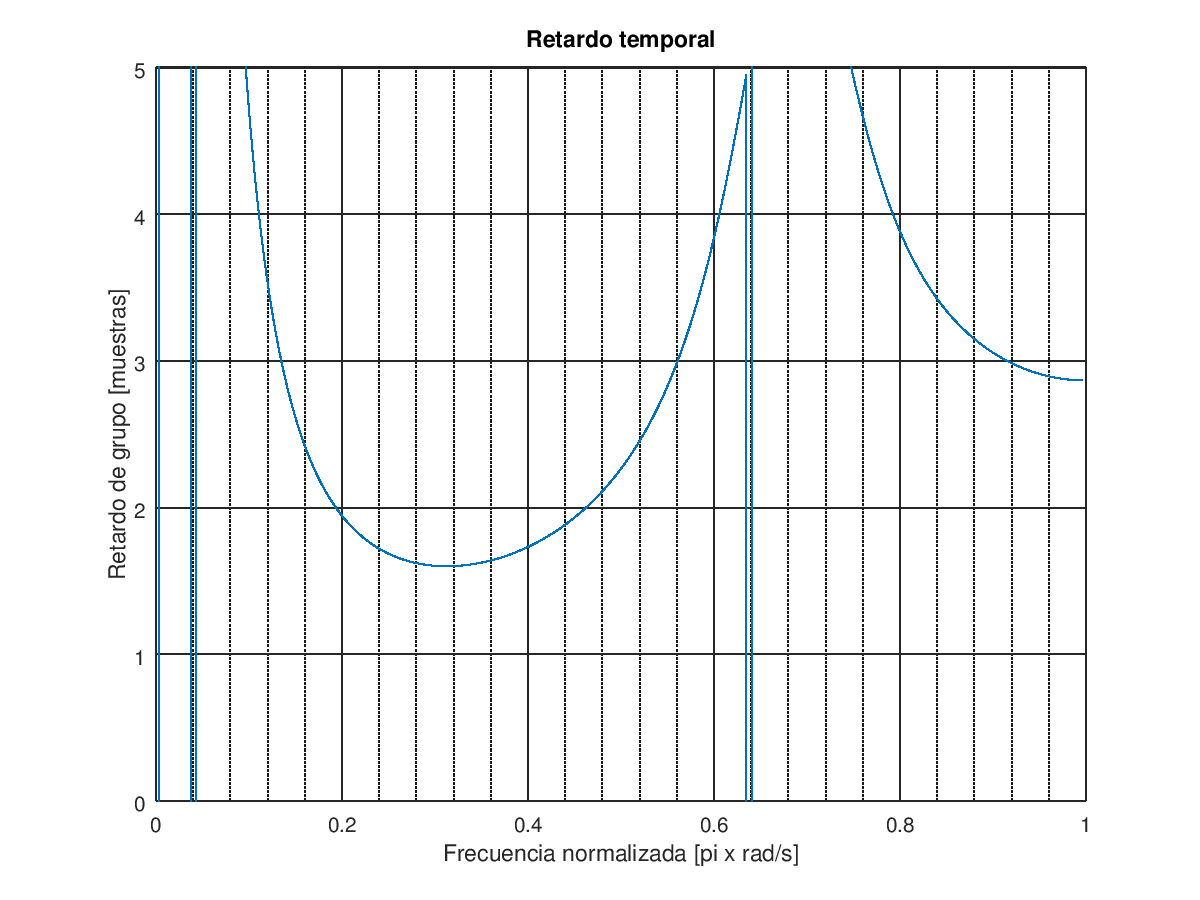 Retardo temporal
Retardo de grupo [muestras]
5
4
3
2
1
0
0 0.2 0.4 0.6 0.8 1
Frecuencia normalizada [pi x rad/s]